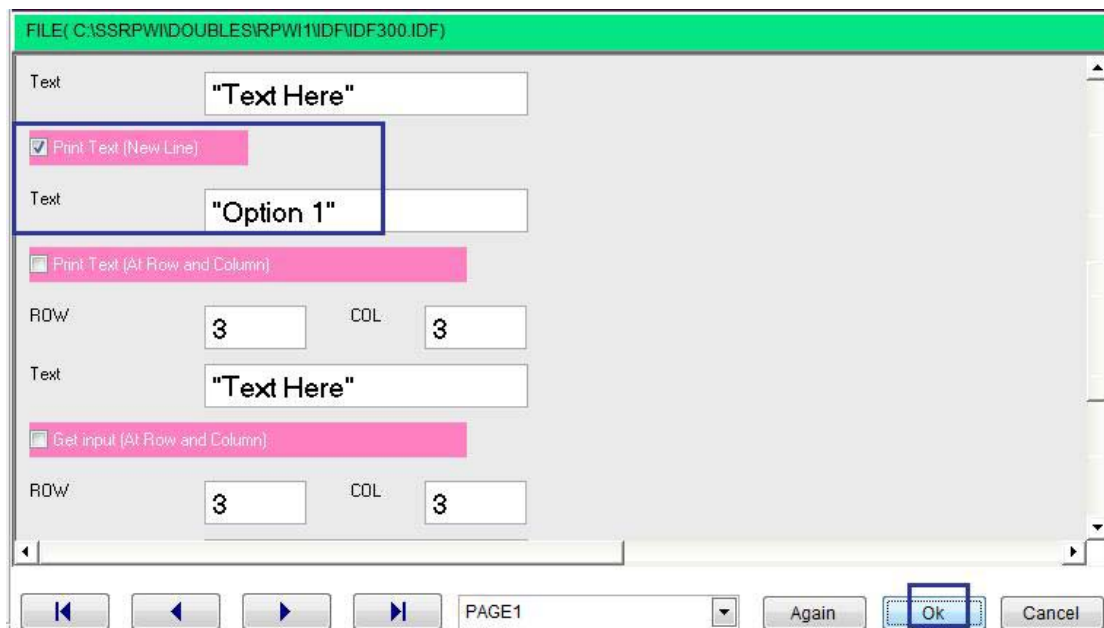 FILE( C:\SSRPWI\DOUBLES\RPWI1\IDF\IDF300.IDF)
Text "Text Here"
Print Text (New Line)
Text "Option 1"
Print Text (At Row and Column)
ROW 3 COL 3
Text "Text Here"
Get input (At Row and Column)
ROW 3 COL 3
PAGE1 Again Ok Cancel